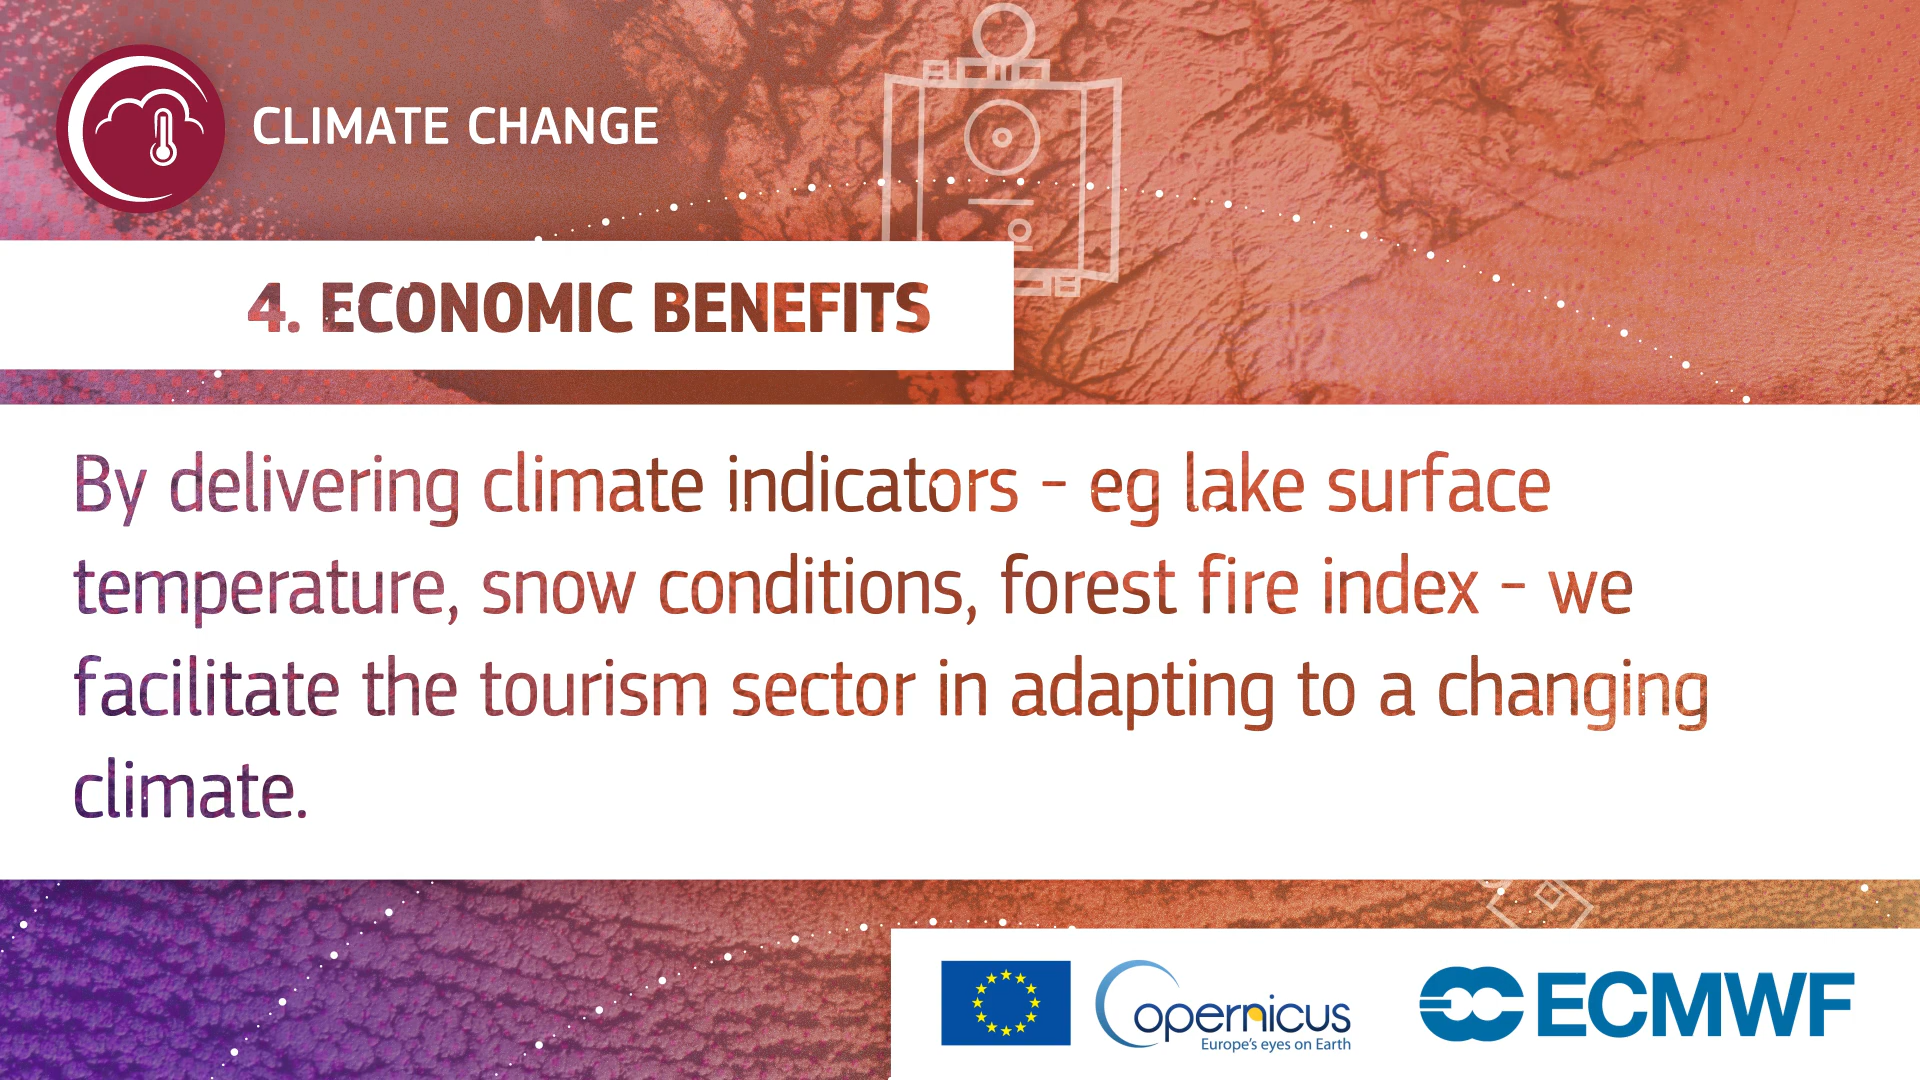 CLIMATE CHANGE
4. ECONOMIC BENEFITS
By delivering climate indicators - eg lake surface
temperature, snow conditions, forest fire index - we
facilitate the tourism sector in adapting to a changing
climate.
Copernicus
Europe's eyes on Earth
ECMWF